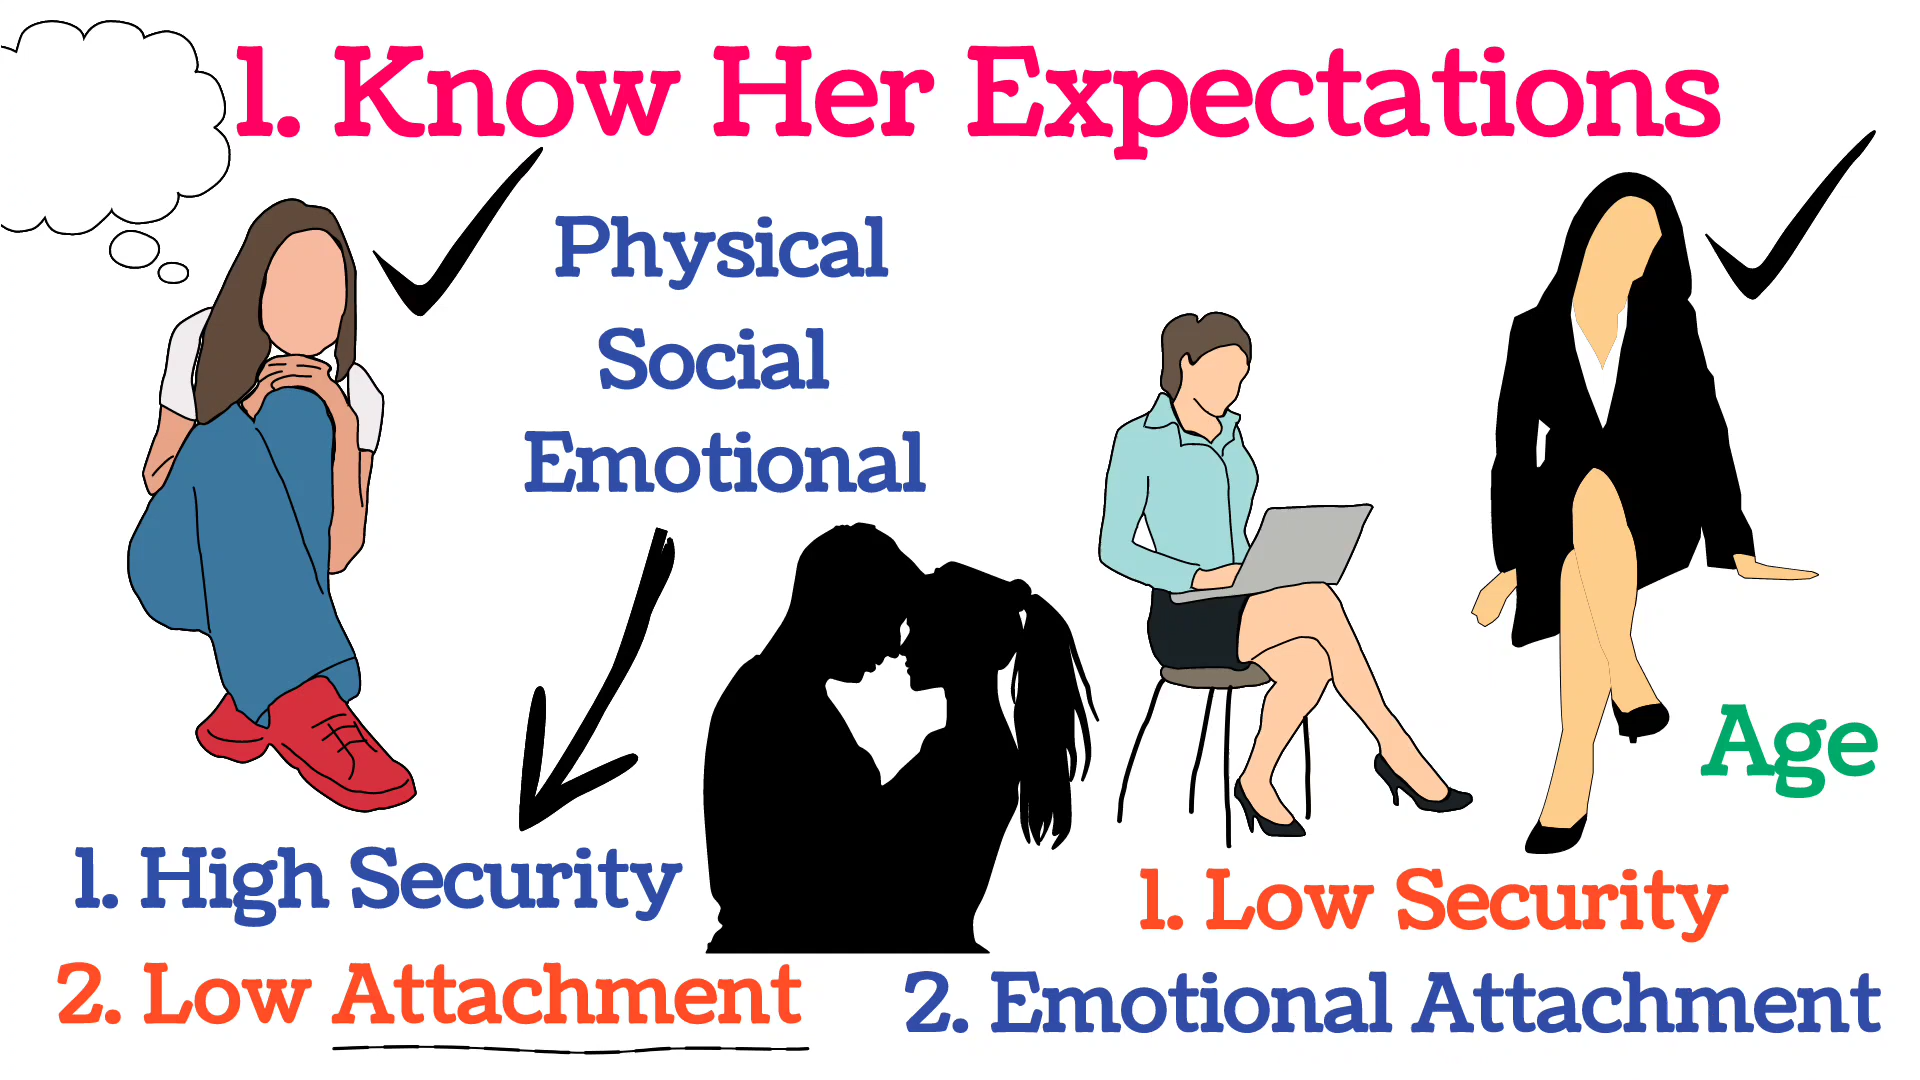 1. Know Her Expectations
Physical
Social
Emotional
Age
1. High Security
2. Low Attachment
1. Low Security
2. Emotional Attachment